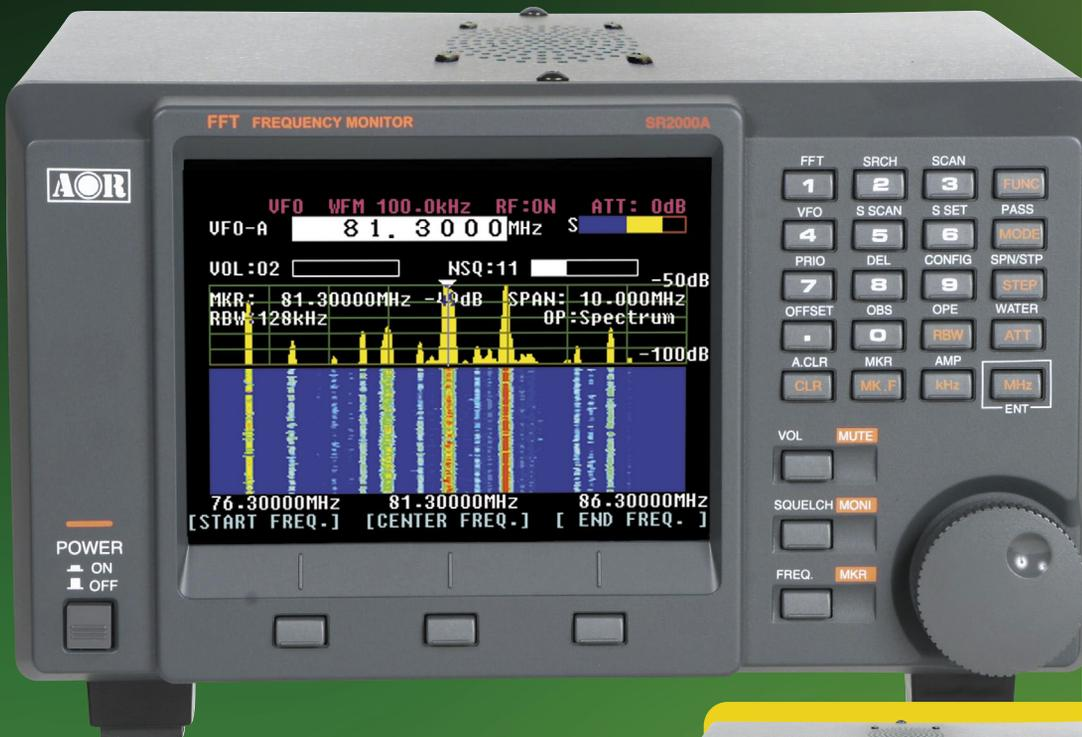 FFT FREQUENCY MONITOR SR2000A
AOR
VFO WFM 100.0kHz RF:ON ATT: 0dB
VFO-A 81.3000MHz S
VOL:02 NSQ:11
-50dB
MKR: 81.30000MHz dB SPAN: 10.000MHz
RBW:128kHz OP:Spectrum
-100dB
76.30000MHz 81.30000MHz 86.30000MHz
[START FREQ.] [CENTER FREQ.] [ END FREQ. ]
POWER
ON
OFF
FFT SRCH SCAN
1 2 3 FUNC
VFO S SCAN S SET PASS
4 5 6 MODE
PRIO DEL CONFIG SPN/STP
7 8 9 STEP
OFFSET OBS OPE WATER
. 0 RBW ATT
A.CLR MKR AMP
CLR MK.F kHz MHz
ENT
VOL MUTE
SQUELCH MONI
FREQ. MKR